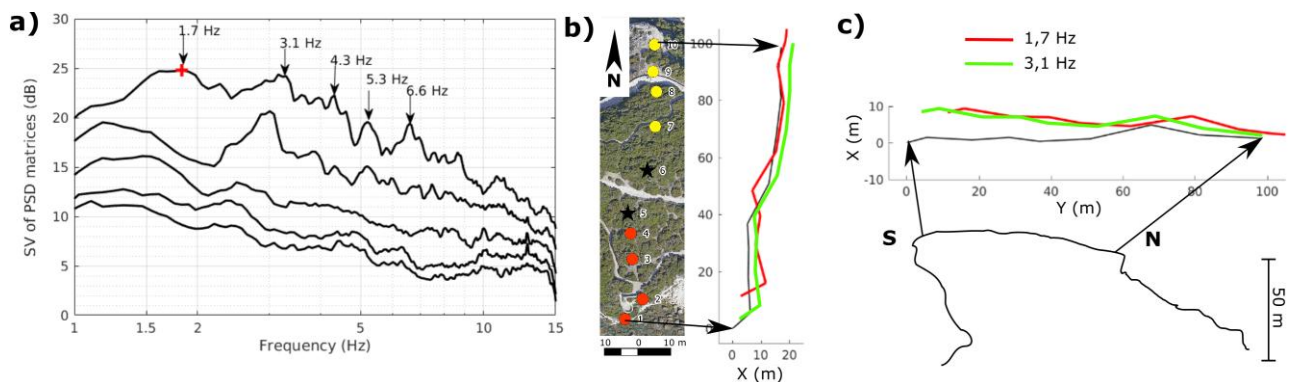 a)
30
25
20
15
10
5
0
SV of PSD matrices (dB)
1.7 Hz
3.1 Hz
4.3 Hz
5.3 Hz
6.6 Hz
1
1.5
2
5
10
15
Frequency (Hz)
b)
N
10
9
8
7
6
5
4
3
2
1
10 0 10 m
100
80
60
40
20
0
0 10 20
X (m)
c)
1,7 Hz
3,1 Hz
10
0
-10
X (m)
0 20 40 60 80 100
Y (m)
S
N
50 m